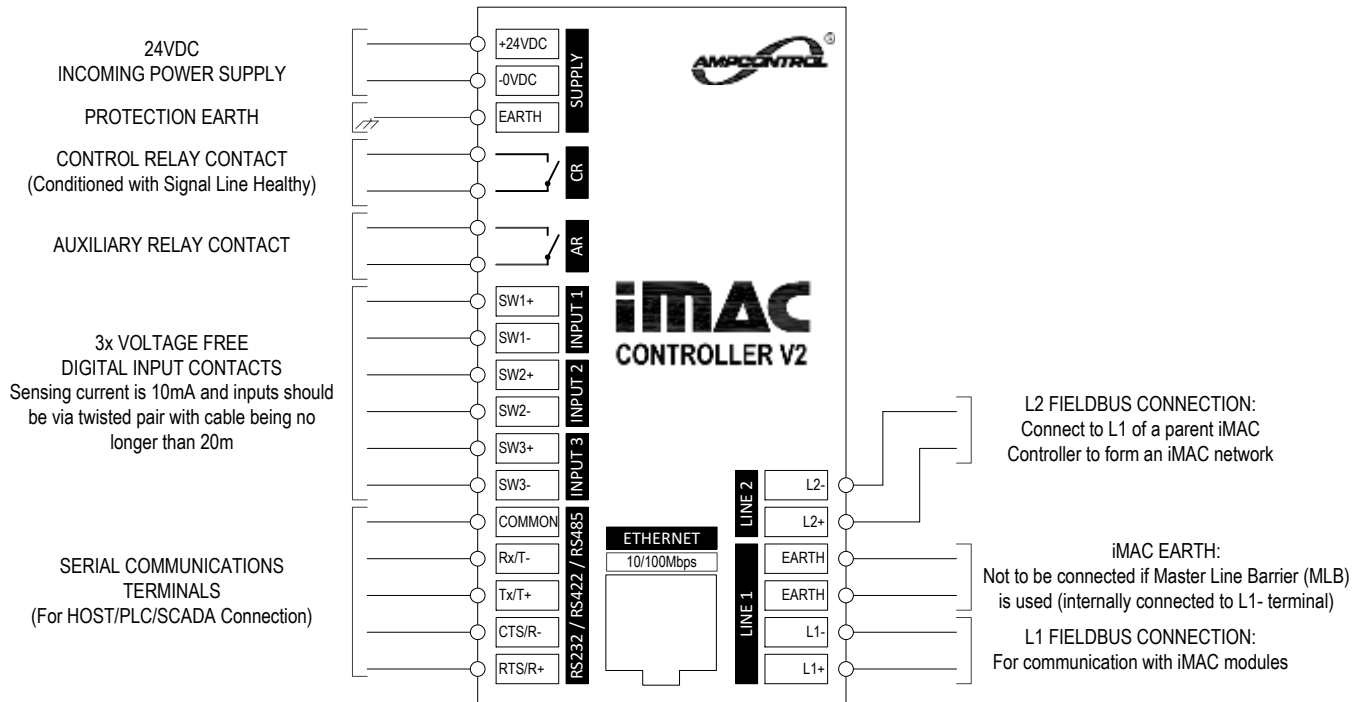 24VDC
INCOMING POWER SUPPLY
PROTECTION EARTH
CONTROL RELAY CONTACT
(Conditioned with Signal Line Healthy)
AUXILIARY RELAY CONTACT
3x VOLTAGE FREE
DIGITAL INPUT CONTACTS
Sensing current is 10mA and inputs should
be via twisted pair with cable being no
longer than 20m
SERIAL COMMUNICATIONS
TERMINALS
(For HOST/PLC/SCADA Connection)
+24VDC
-0VDC
EARTH
SUPPLY
CR
AR
SW1+
SW1-
INPUT 1
SW2+
SW2-
INPUT 2
SW3+
SW3-
INPUT 3
COMMON
Rx/T-
Tx/T+
CTS/R-
RTS/R+
RS232 / RS422 / RS485
AMPCONTROL®
iMAC
CONTROLLER V2
ETHERNET
10/100Mbps
LINE 2
L2-
L2+
LINE 1
EARTH
EARTH
L1-
L1+
L2 FIELDBUS CONNECTION:
Connect to L1 of a parent iMAC
Controller to form an iMAC network
iMAC EARTH:
Not to be connected if Master Line Barrier (MLB)
is used (internally connected to L1- terminal)
L1 FIELDBUS CONNECTION:
For communication with iMAC modules